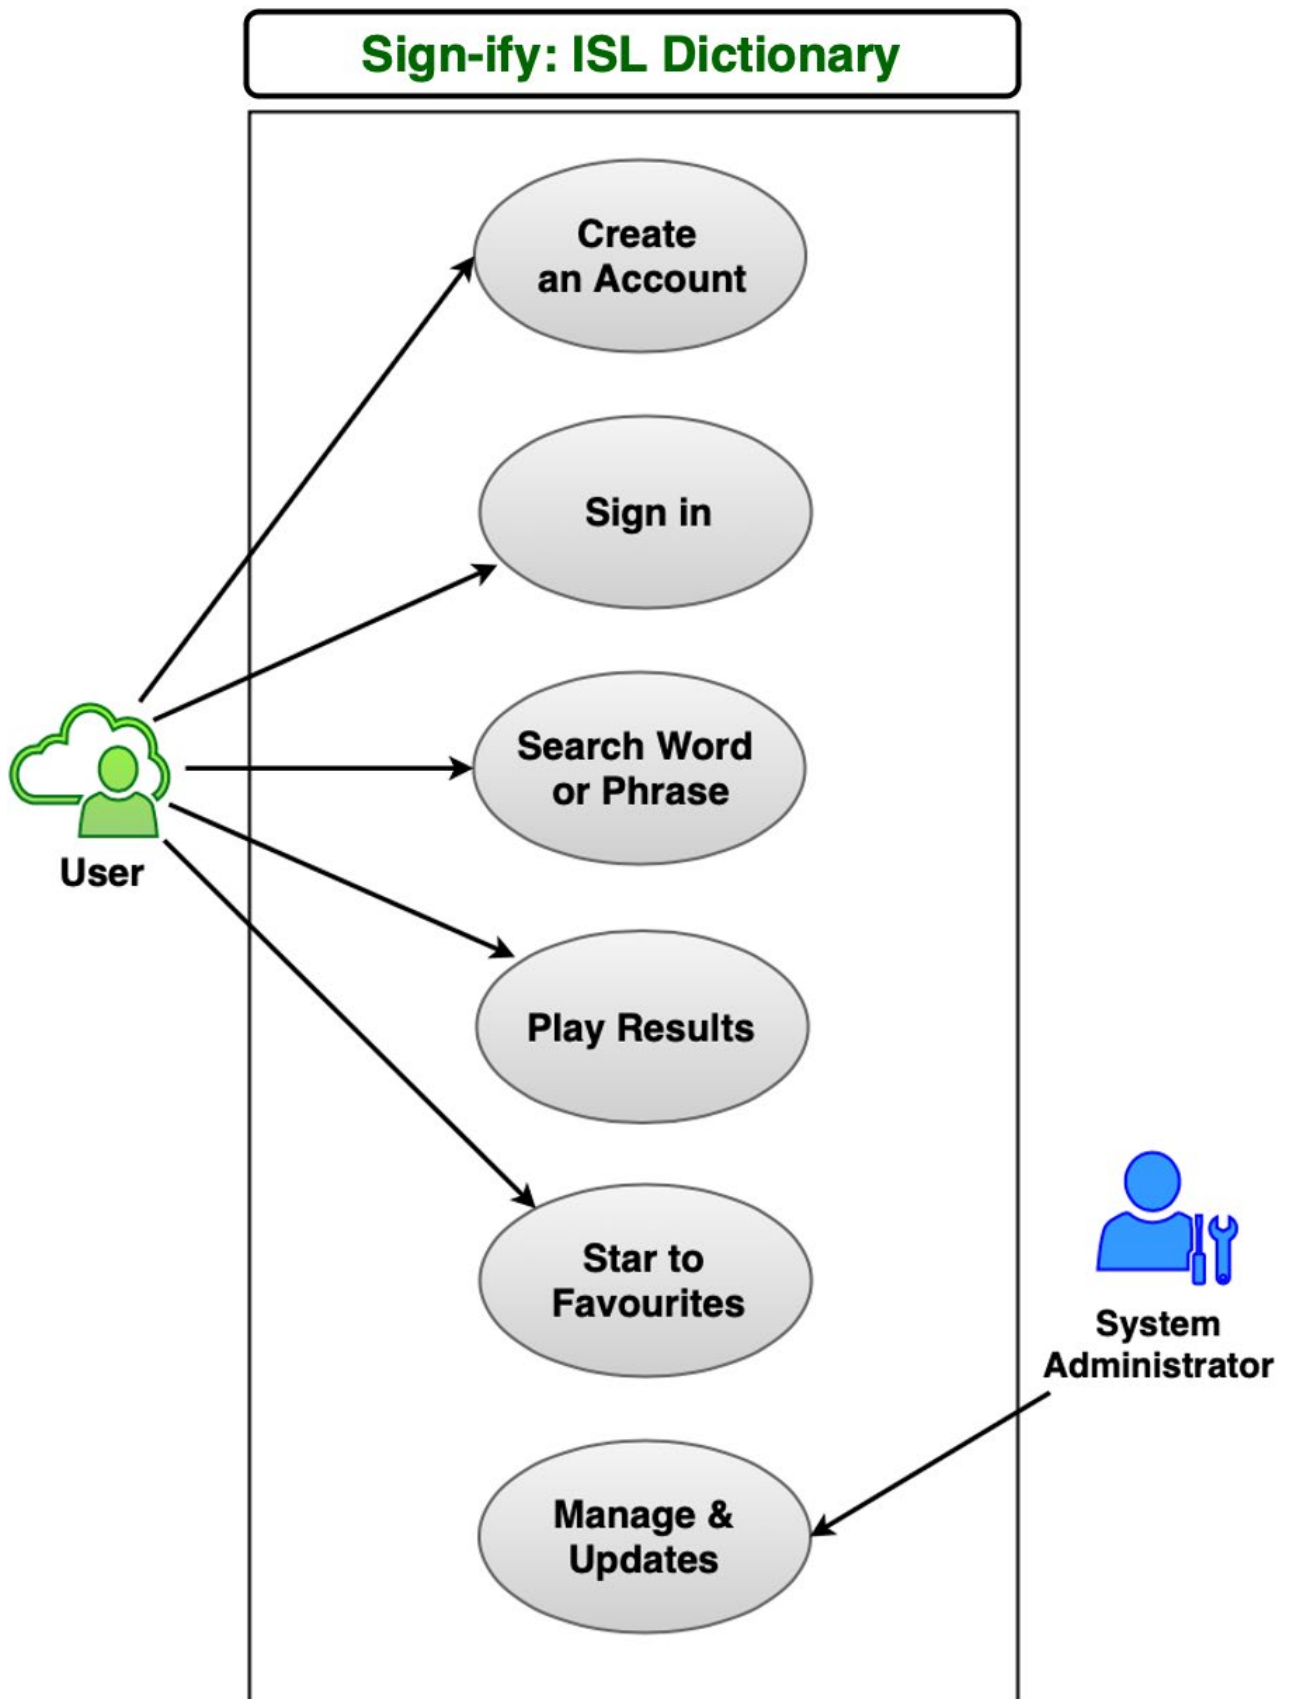 Sign-ify: ISL Dictionary
Create
an Account
Sign in
Search Word
or Phrase
User
Play Results
Star to
Favourites
System
Administrator
Manage &
Updates